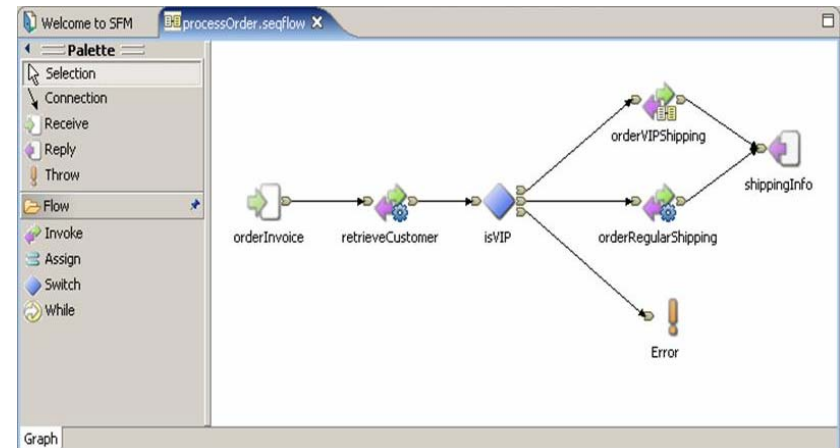 Welcome to SFM
processOrder.seqflow
Palette
Selection
Connection
Receive
Reply
Throw
Flow
Invoke
Assign
Switch
While
orderInvoice
retrieveCustomer
isVIP
orderVIPShipping
orderRegularShipping
shippingInfo
Error
Graph